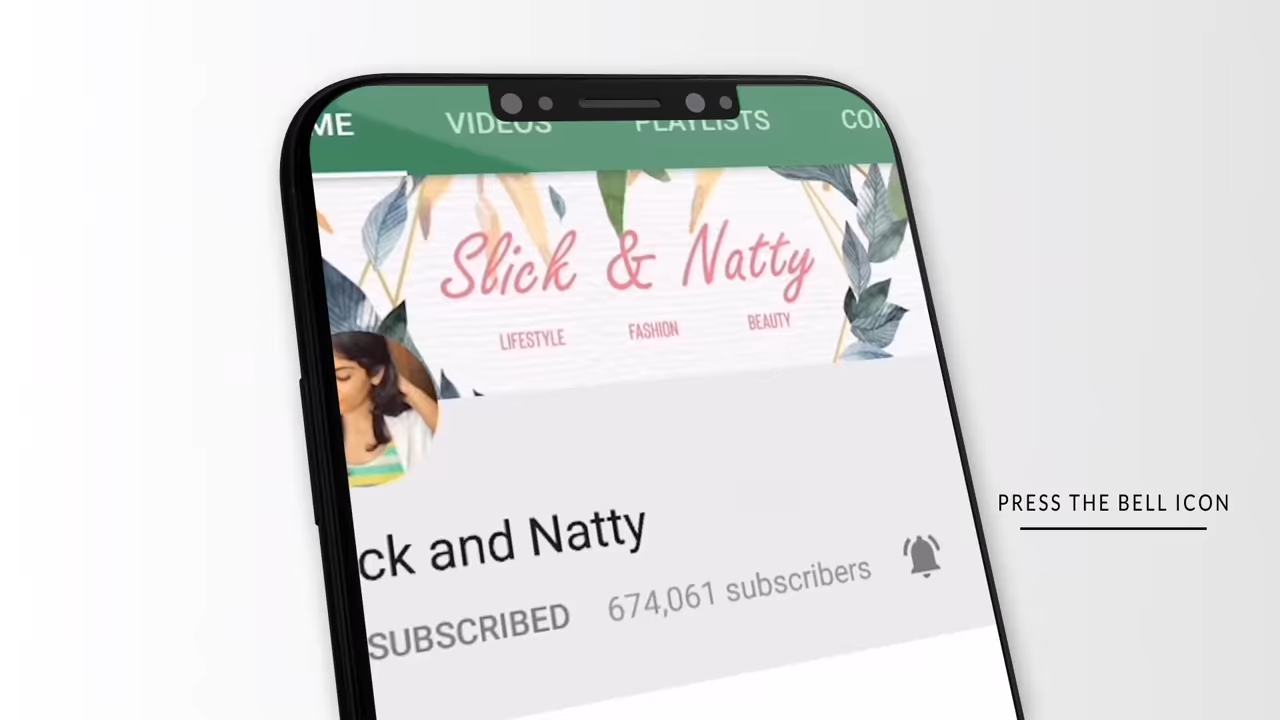 ME VIDEOS PLAYLISTS CO
Slick & Natty
LIFESTYLE FASHION BEAUTY
ck and Natty
SUBSCRIBED 674,061 subscribers
PRESS THE BELL ICON